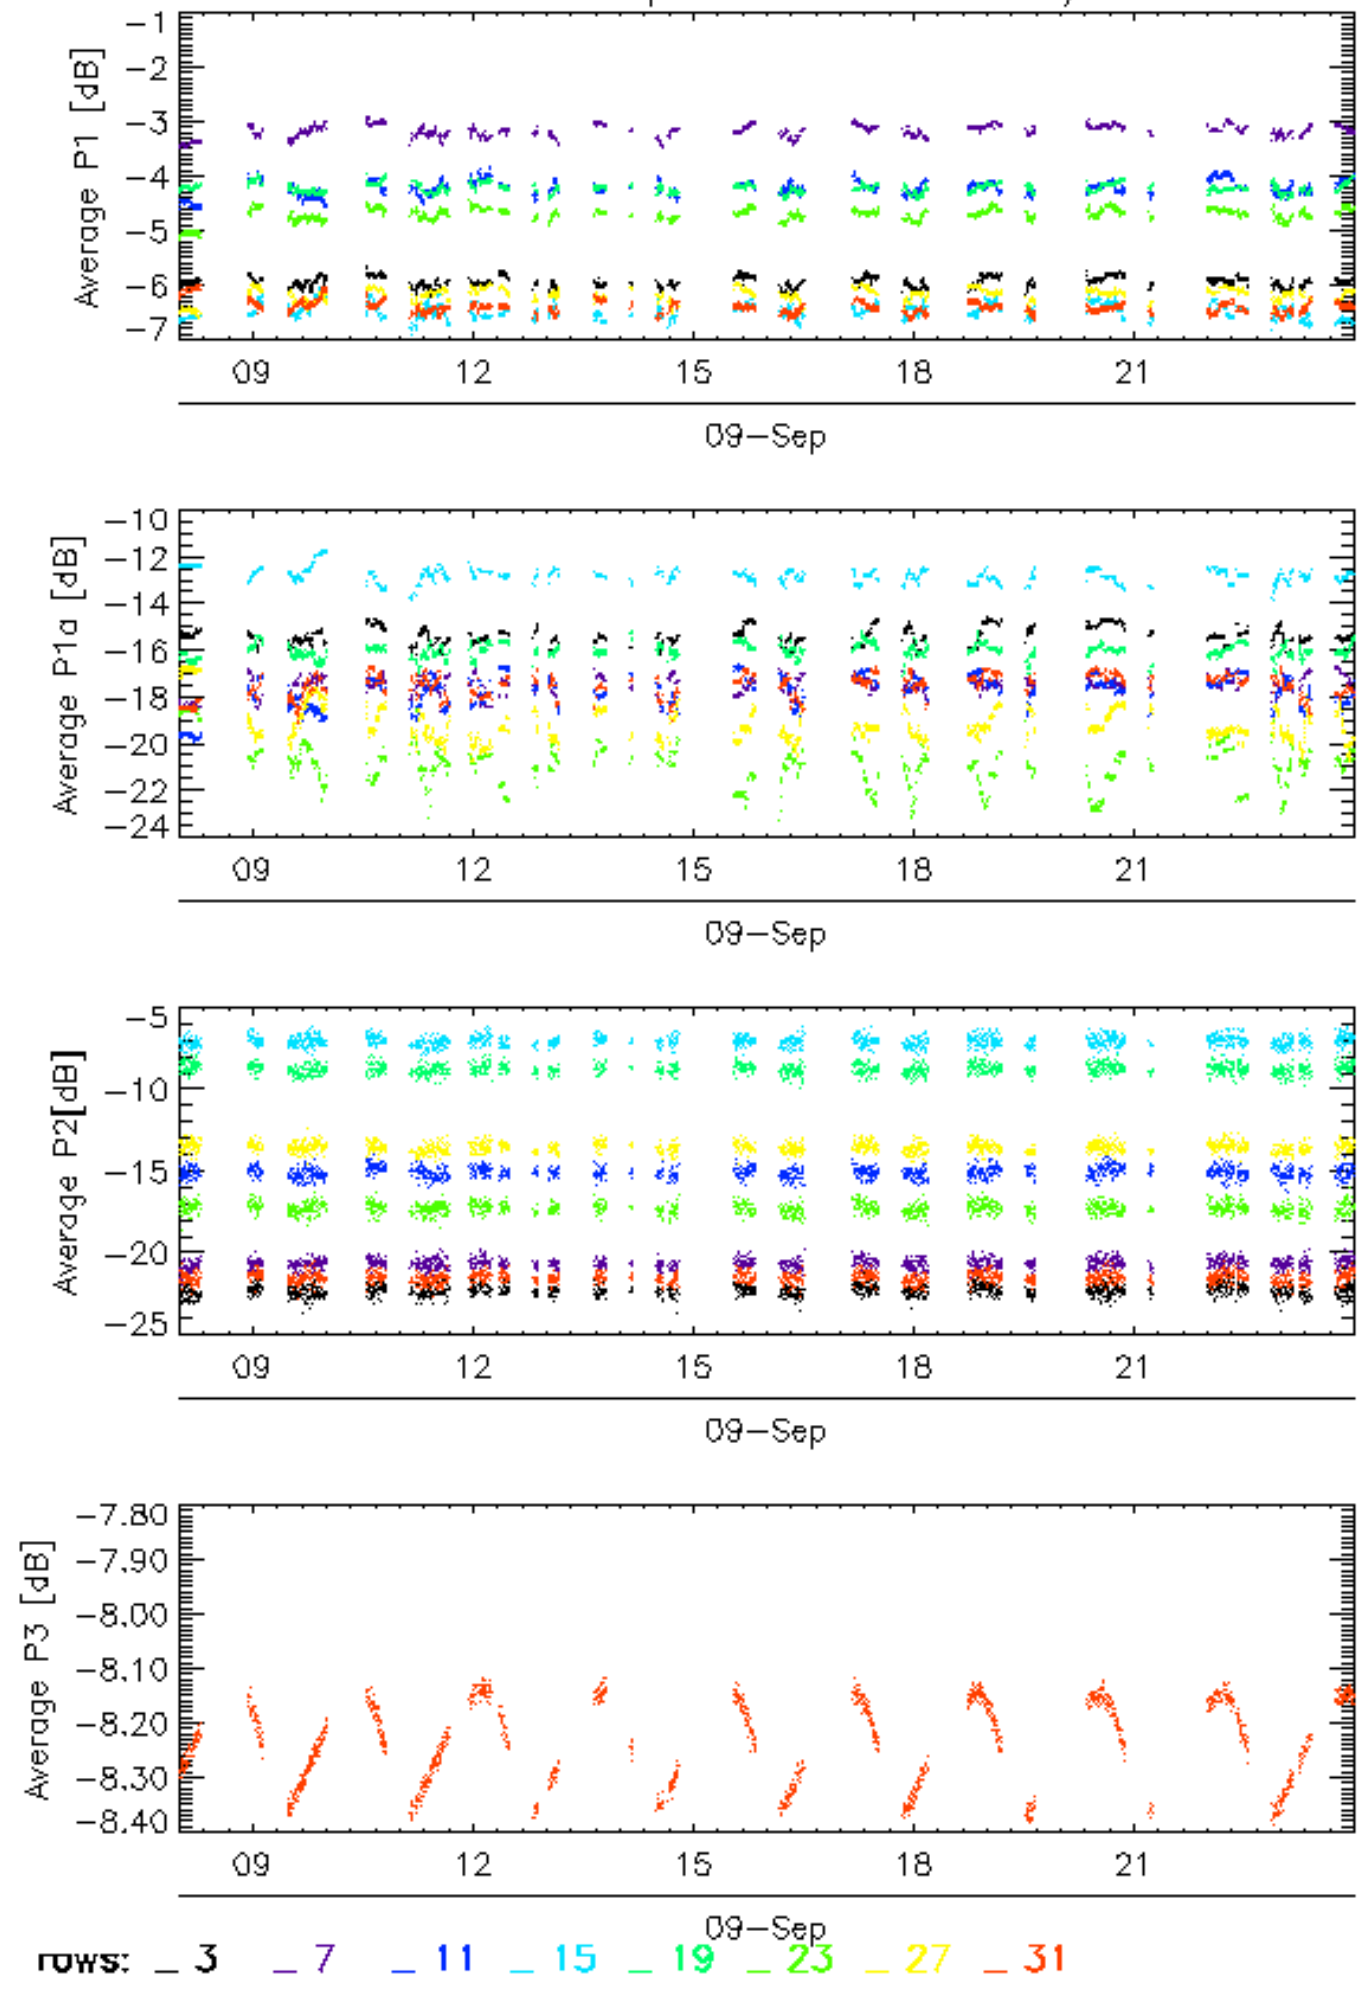 Average P1 [dB]
-1
-2
-3
-4
-5
-6
-7
09 12 15 18 21
09-Sep
Average P1a [dB]
-10
-12
-14
-16
-18
-20
-22
-24
09 12 15 18 21
09-Sep
Average P2[dB]
-5
-10
-15
-20
-25
09 12 15 18 21
09-Sep
Average P3 [dB]
-7.80
-7.90
-8.00
-8.10
-8.20
-8.30
-8.40
09 12 15 18 21
09-Sep
rows: _ 3 _ 7 _ 11 _ 15 _ 19 _ 23 _ 27 _ 31